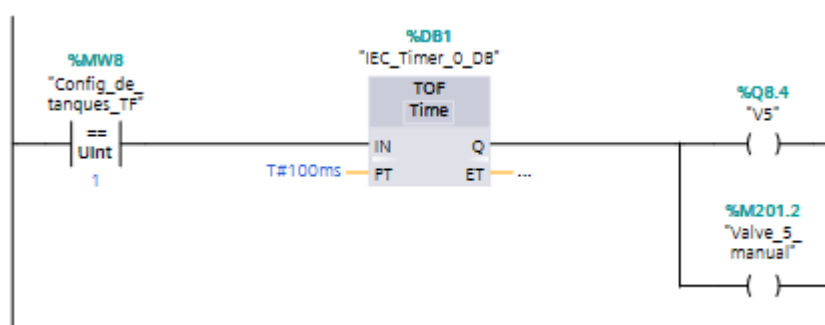 %MW8
"Config_de_
tanques_TF"
==
UInt
1
%DB1
"IEC_Timer_0_DB"
TOF
Time
IN
Q
T#100ms
PT
ET
...
%Q8.4
"V5"
%M201.2
"Valve_5_
manual"